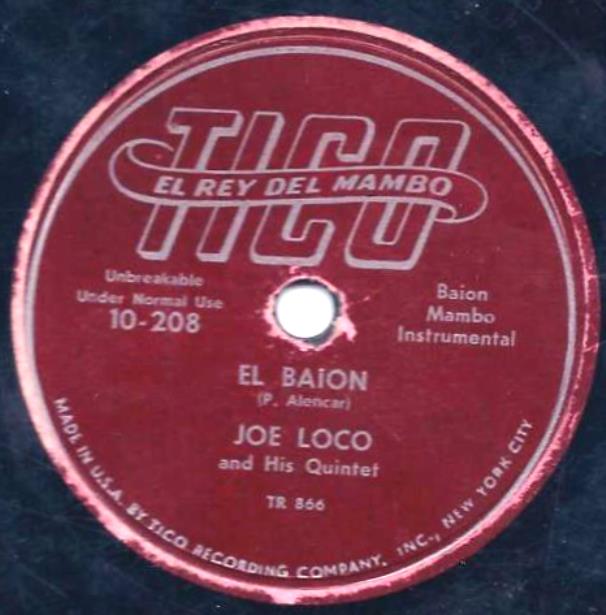 TICO
EL REY DEL MAMBO
Unbreakable
Under Normal Use
10-208
Baion
Mambo
Instrumental
EL BAiON
(P. Alencar)
JOE LOCO
and His Quintet
TR 866
MADE IN U.S.A. BY TICO RECORDING COMPANY, INC., NEW YORK CITY